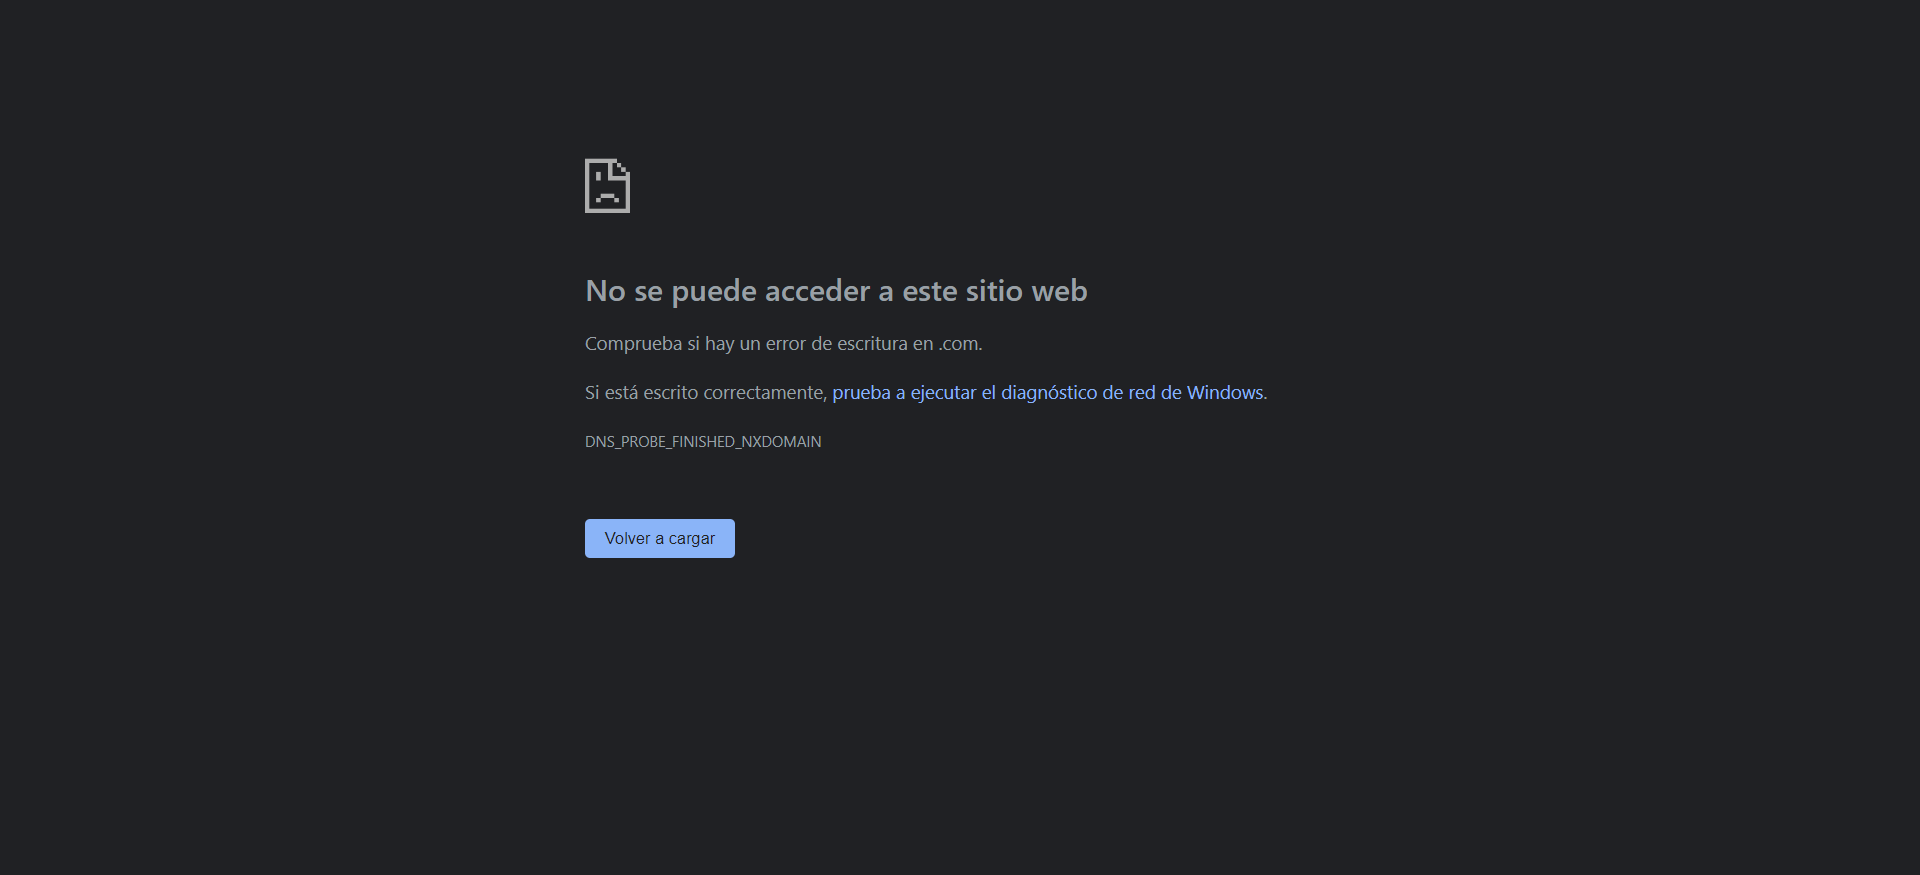 No se puede acceder a este sitio web
Comprueba si hay un error de escritura en .com.
Si está escrito correctamente, prueba a ejecutar el diagnóstico de red de Windows.
DNS_PROBE_FINISHED_NXDOMAIN
Volver a cargar